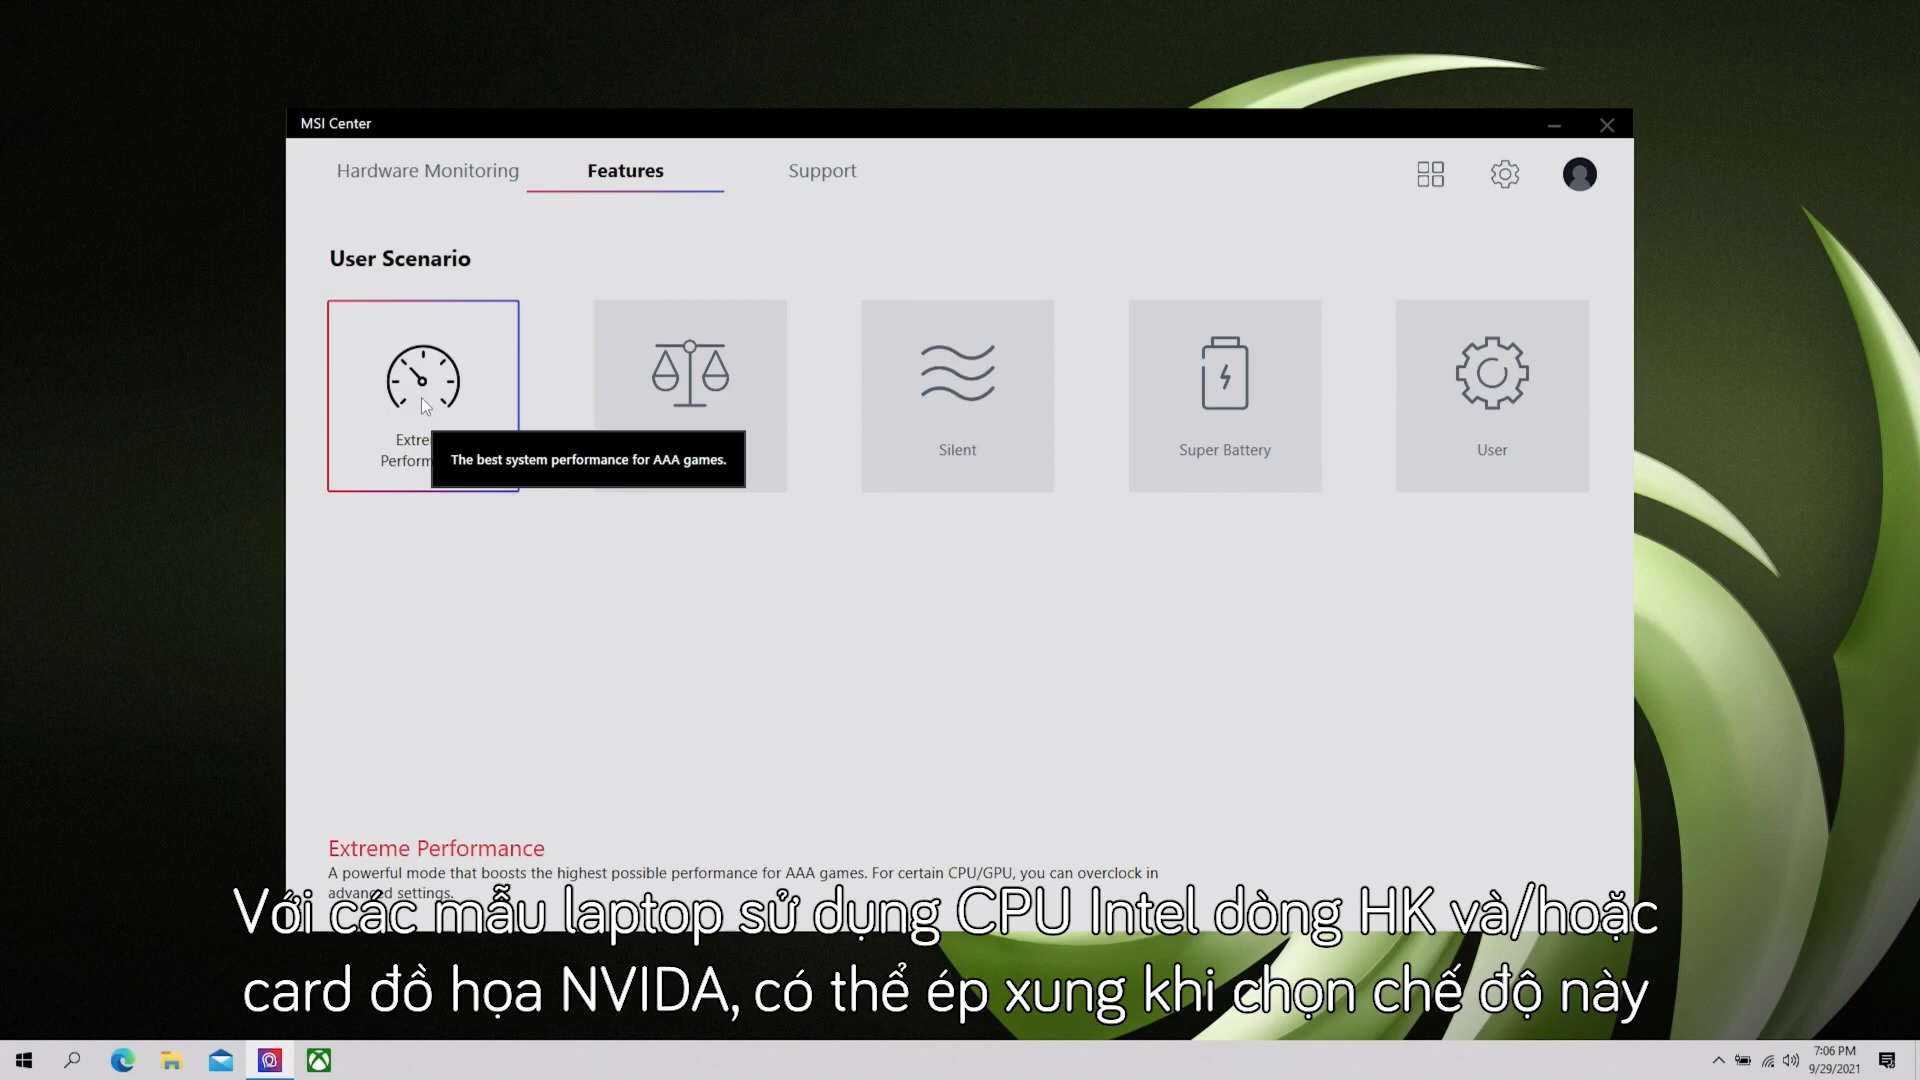 MSI Center
Hardware Monitoring Features Support
User Scenario
Extre
Perform
The best system performance for AAA games.
Silent
Super Battery
User
Extreme Performance
A powerful mode that boosts the highest possible performance for AAA games. For certain CPU/GPU, you can overclock in
advanced settings.
Với các mẫu laptop sử dụng CPU Intel dòng HK và/hoặc
card đồ họa NVIDA, có thể ép xung khi chọn chế độ này
7:06 PM
9/29/2021